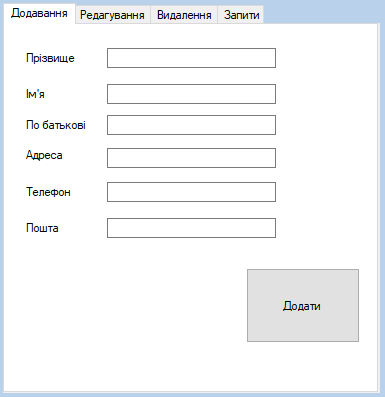 Додавання Редагування Видалення Запити
Прізвище
Ім'я
По батькові
Адреса
Телефон
Пошта
Додати